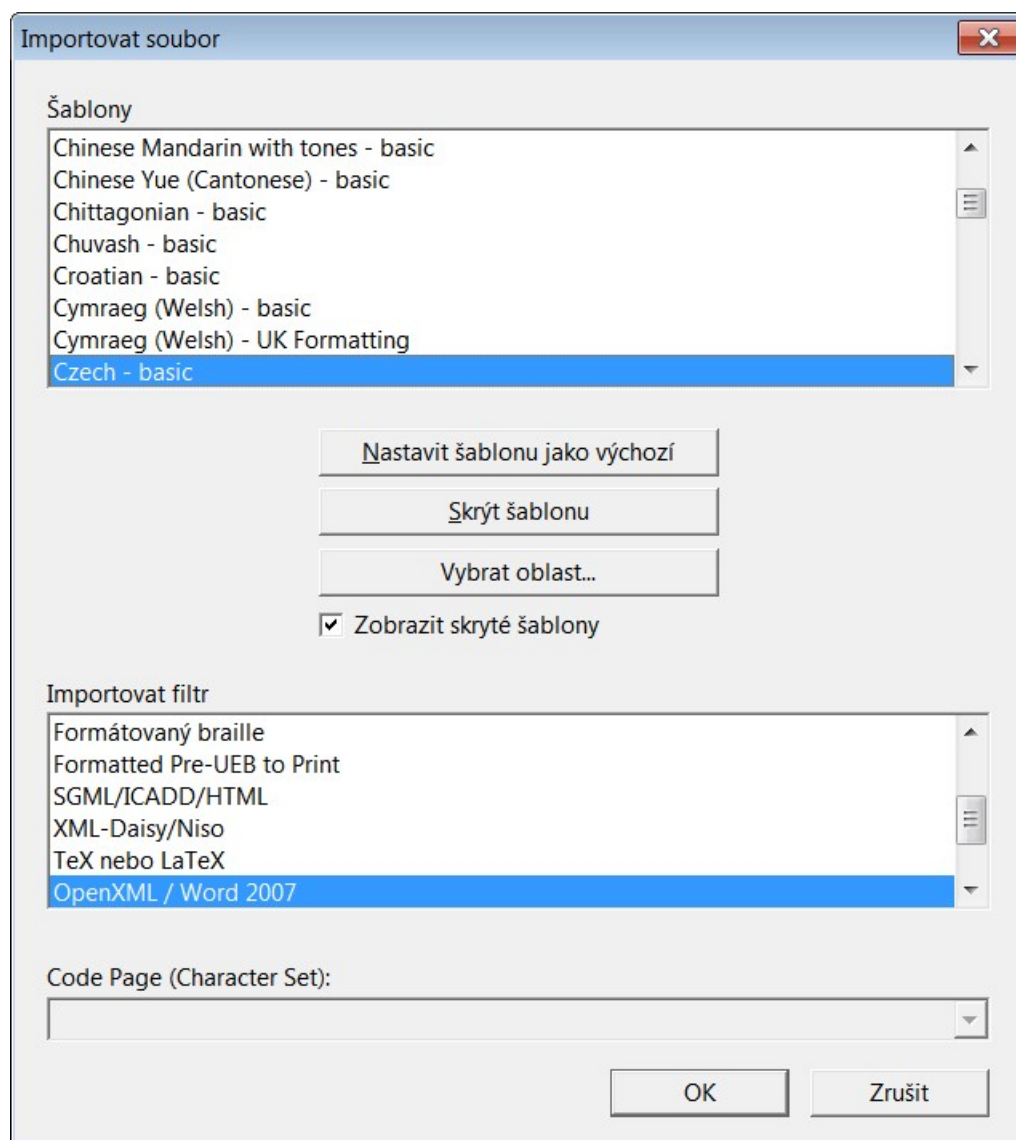 Importovat soubor
Šablony
Chinese Mandarin with tones - basic
Chinese Yue (Cantonese) - basic
Chittagonian - basic
Chuvash - basic
Croatian - basic
Cymraeg (Welsh) - basic
Cymraeg (Welsh) - UK Formatting
Czech - basic
Nastavit šablonu jako výchozí
Skrýt šablonu
Vybrat oblast...
Zobrazit skryté šablony
Importovat filtr
Formátovaný braille
Formatted Pre-UEB to Print
SGML/ICADD/HTML
XML-Daisy/Niso
TeX nebo LaTeX
OpenXML / Word 2007
Code Page (Character Set):
OK
Zrušit